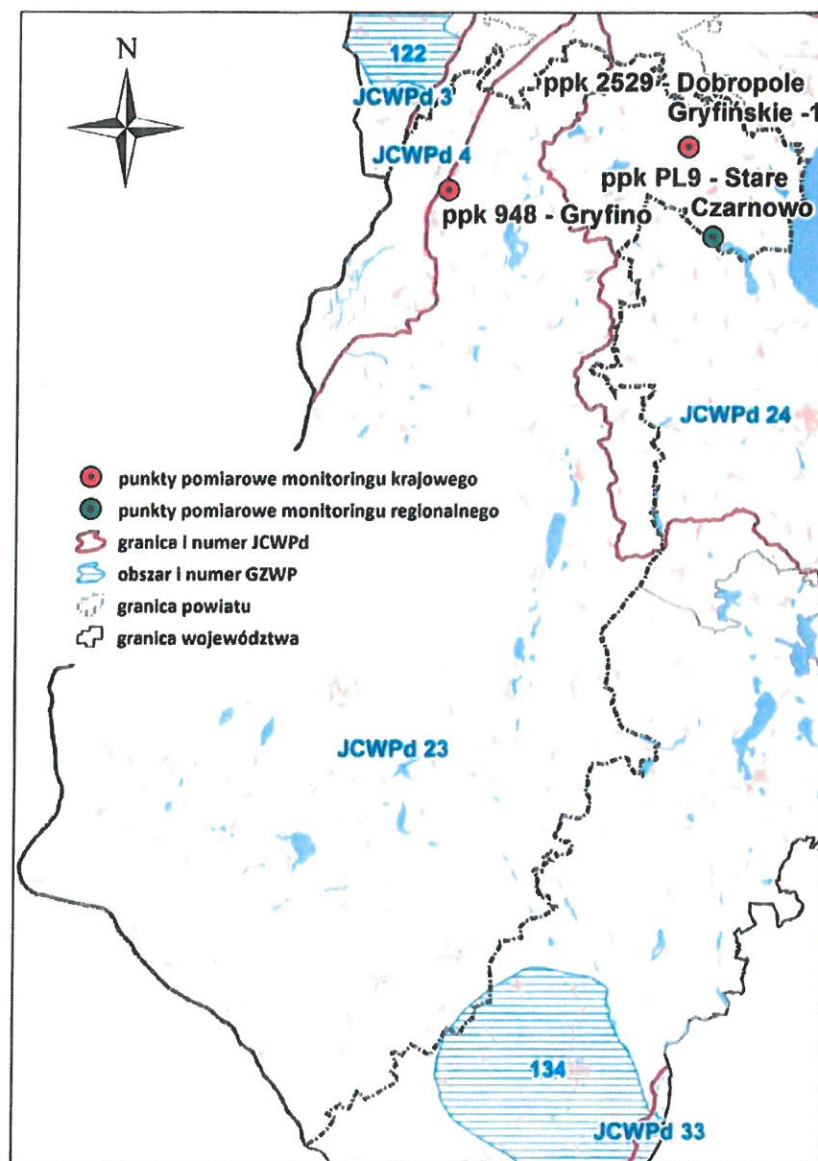 N
122
JCWPd 3
ppk 2529 - Dobropole
Gryfińskie -1
JCWPd 4
ppk PL9 - Stare
Czarnowo
ppk 948 - Gryfino
JCWPd 24
punkty pomiarowe monitoringu krajowego
punkty pomiarowe monitoringu regionalnego
granica i numer JCWPd
obszar i numer GZWP
granica powiatu
granica województwa
JCWPd 23
134
JCWPd 33